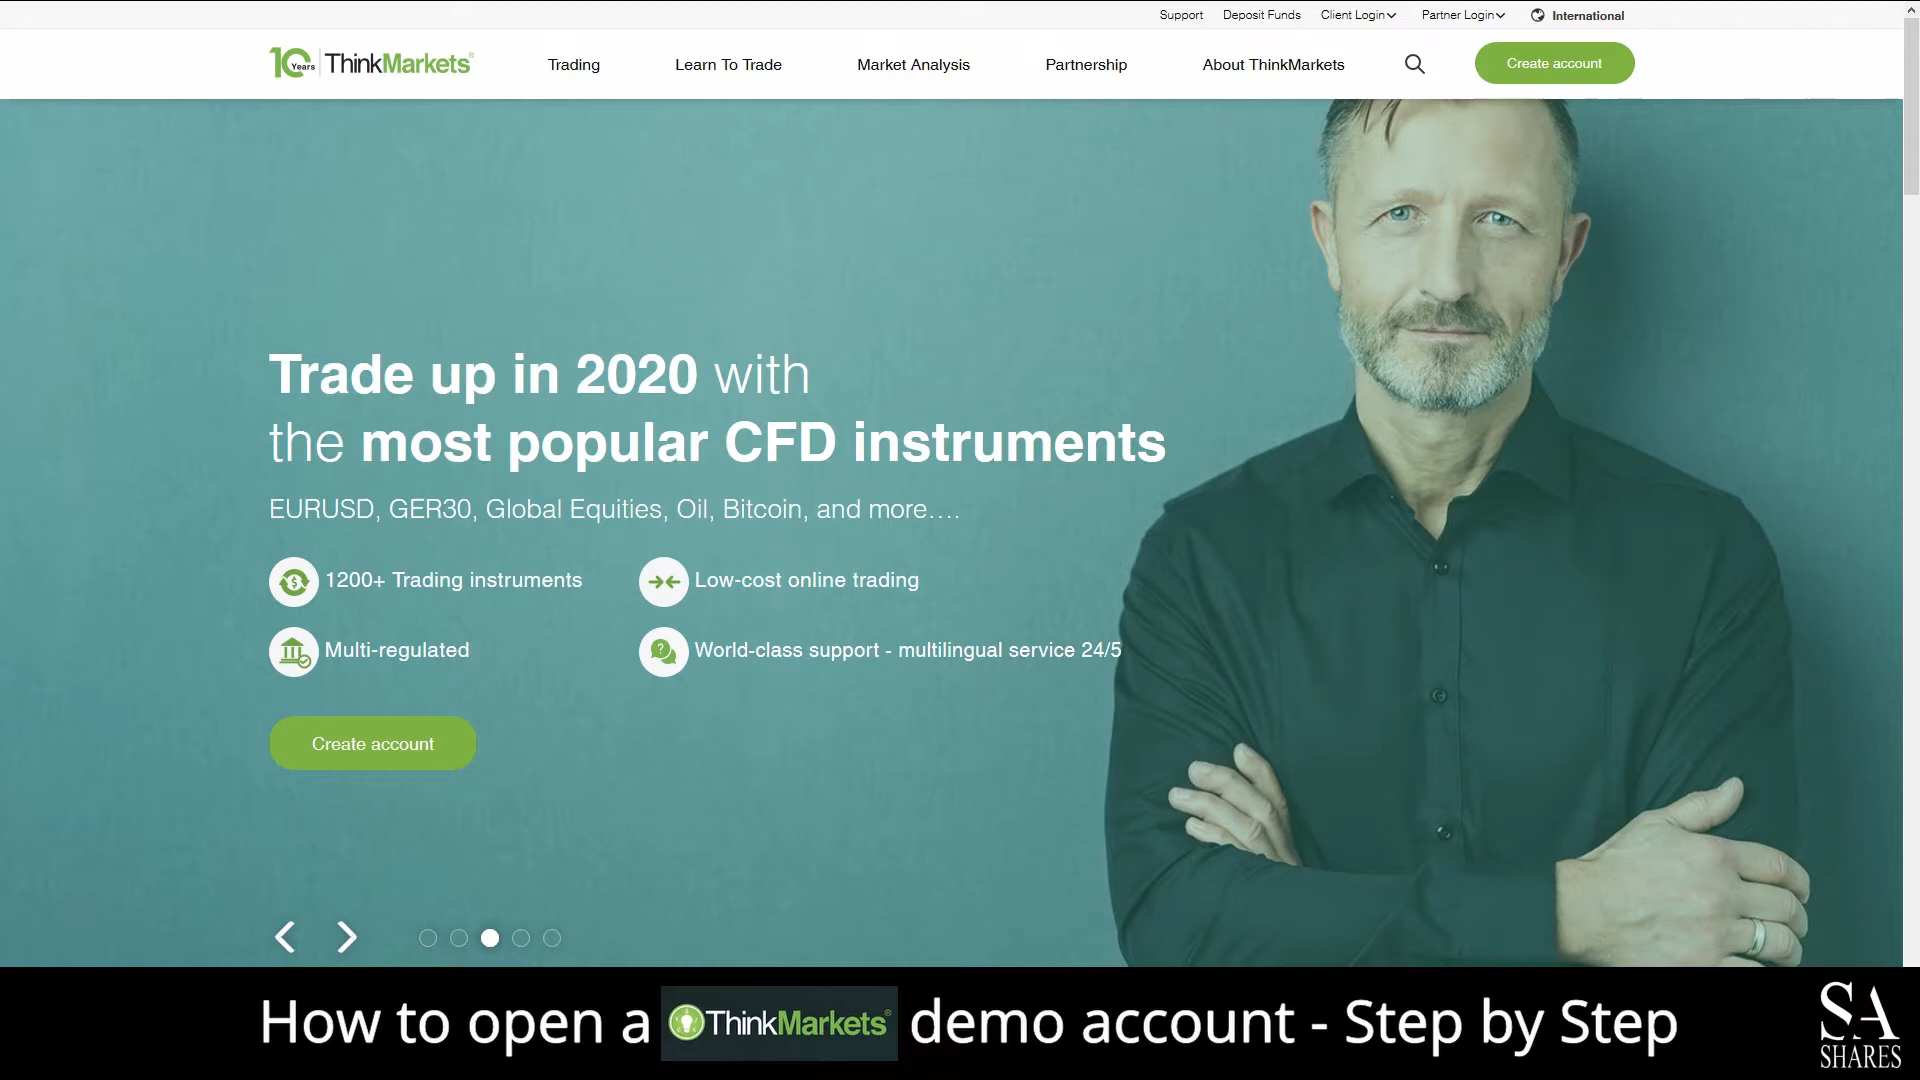 Support Deposit Funds Client Login Partner Login International
10 Years ThinkMarkets Trading Learn To Trade Market Analysis Partnership About ThinkMarkets Create account
Trade up in 2020 with
the most popular CFD instruments
EURUSD, GER30, Global Equities, Oil, Bitcoin, and more....
1200+ Trading instruments Low-cost online trading
Multi-regulated World-class support - multilingual service 24/5
Create account
How to open a ThinkMarkets demo account - Step by Step
SA
SHARES